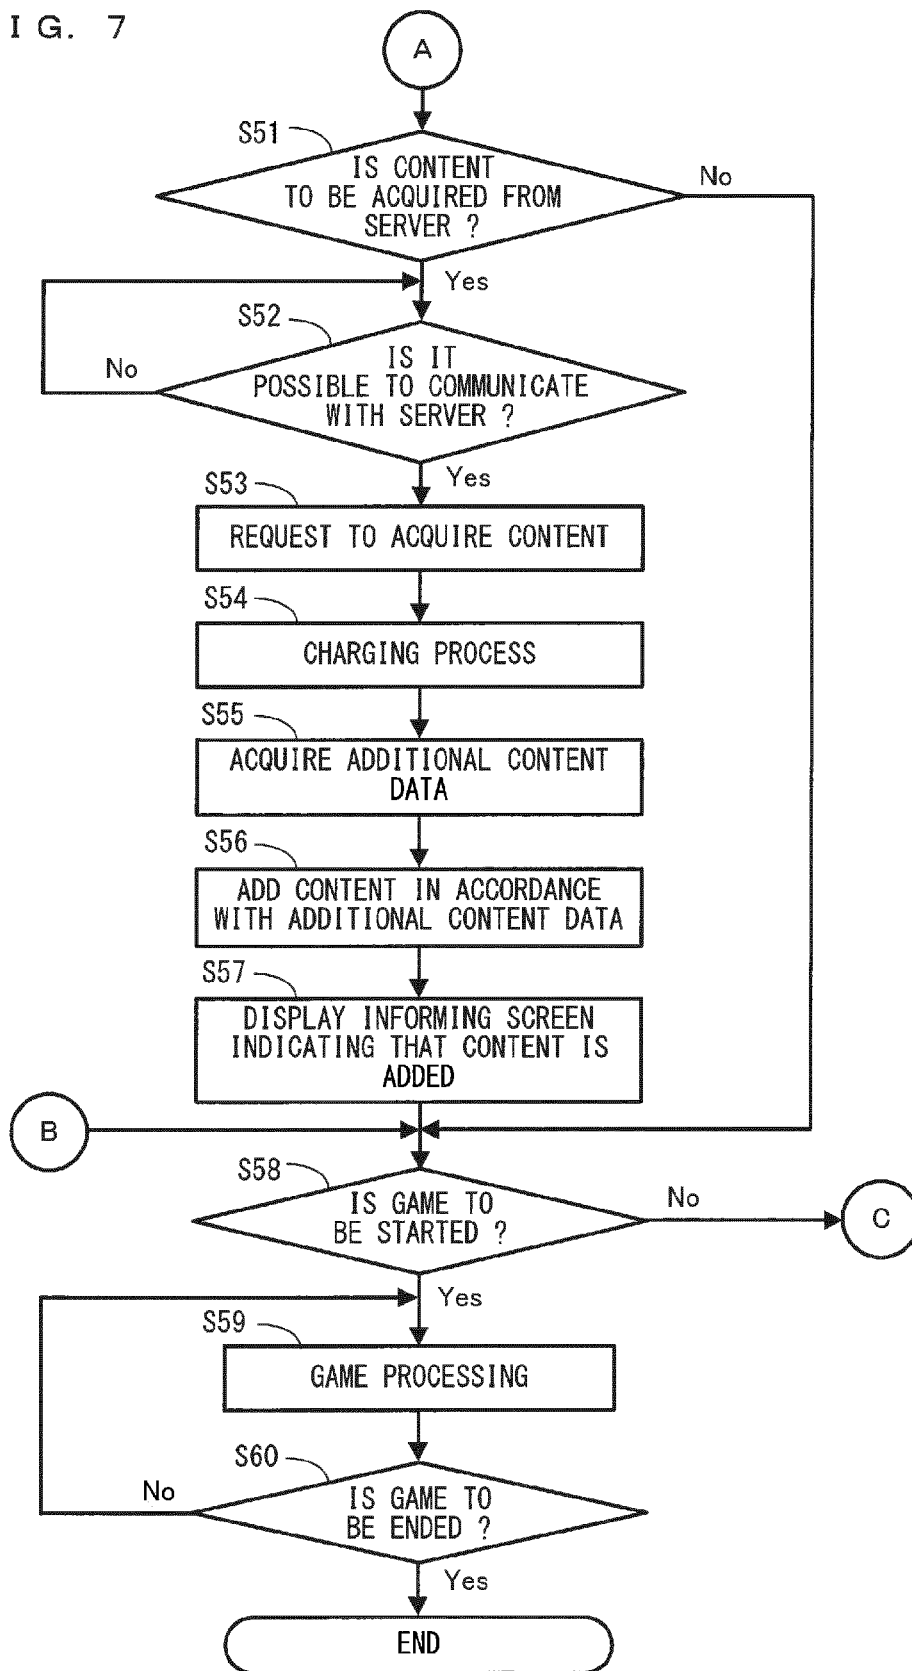 I G. 7
A
S51
IS CONTENT
TO BE ACQUIRED FROM
SERVER ?
No
Yes
S52
IS IT
POSSIBLE TO COMMUNICATE
WITH SERVER ?
No
Yes
S53
REQUEST TO ACQUIRE CONTENT
S54
CHARGING PROCESS
S55
ACQUIRE ADDITIONAL CONTENT
DATA
S56
ADD CONTENT IN ACCORDANCE
WITH ADDITIONAL CONTENT DATA
S57
DISPLAY INFORMING SCREEN
INDICATING THAT CONTENT IS
ADDED
B
S58
IS GAME TO
BE STARTED ?
No
C
Yes
S59
GAME PROCESSING
S60
IS GAME TO
BE ENDED ?
No
Yes
END